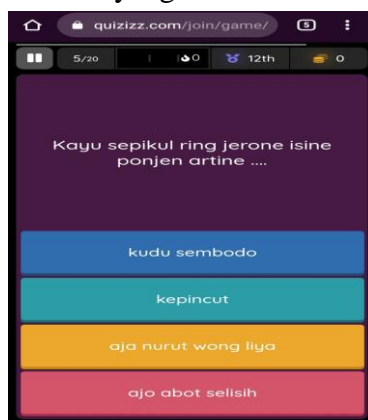 quizizz.com/join/game/ 5
5/20 0 12th 0
Kayu sepikul ring jerone isine
ponjen artine ....
kudu sembodo
kepincut
aja nurut wong liya
ajo abot selisih